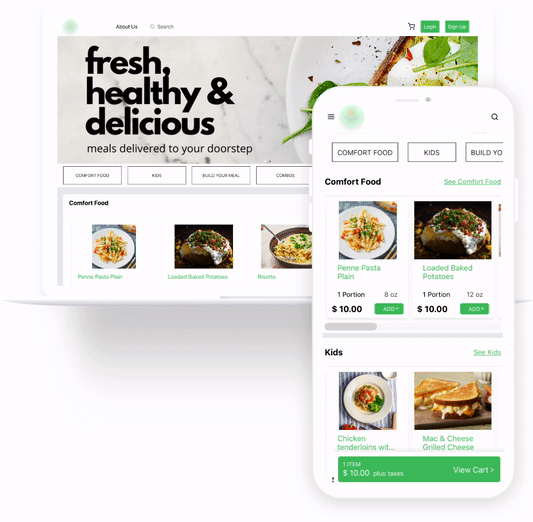 About Us
Search
Login
Sign Up
fresh,
healthy &
delicious
meals delivered to your doorstep
COMFORT FOOD
KIDS
BUILD YOUR MEAL
COMBOS
Comfort Food
Penne Pasta Plain
Loaded Baked Potatoes
Risotto
COMFORT FOOD
KIDS
BUILD YO
Comfort Food
See Comfort Food
Penne Pasta
Plain
1 Portion
8 oz
$ 10.00
ADD +
Loaded Baked
Potatoes
1 Portion
12 oz
$ 10.00
ADD +
Kids
See Kids
Chicken
tenderloins wit...
Mac & Cheese
Grilled Cheese
1 ITEM
$ 10.00 plus taxes
View Cart >